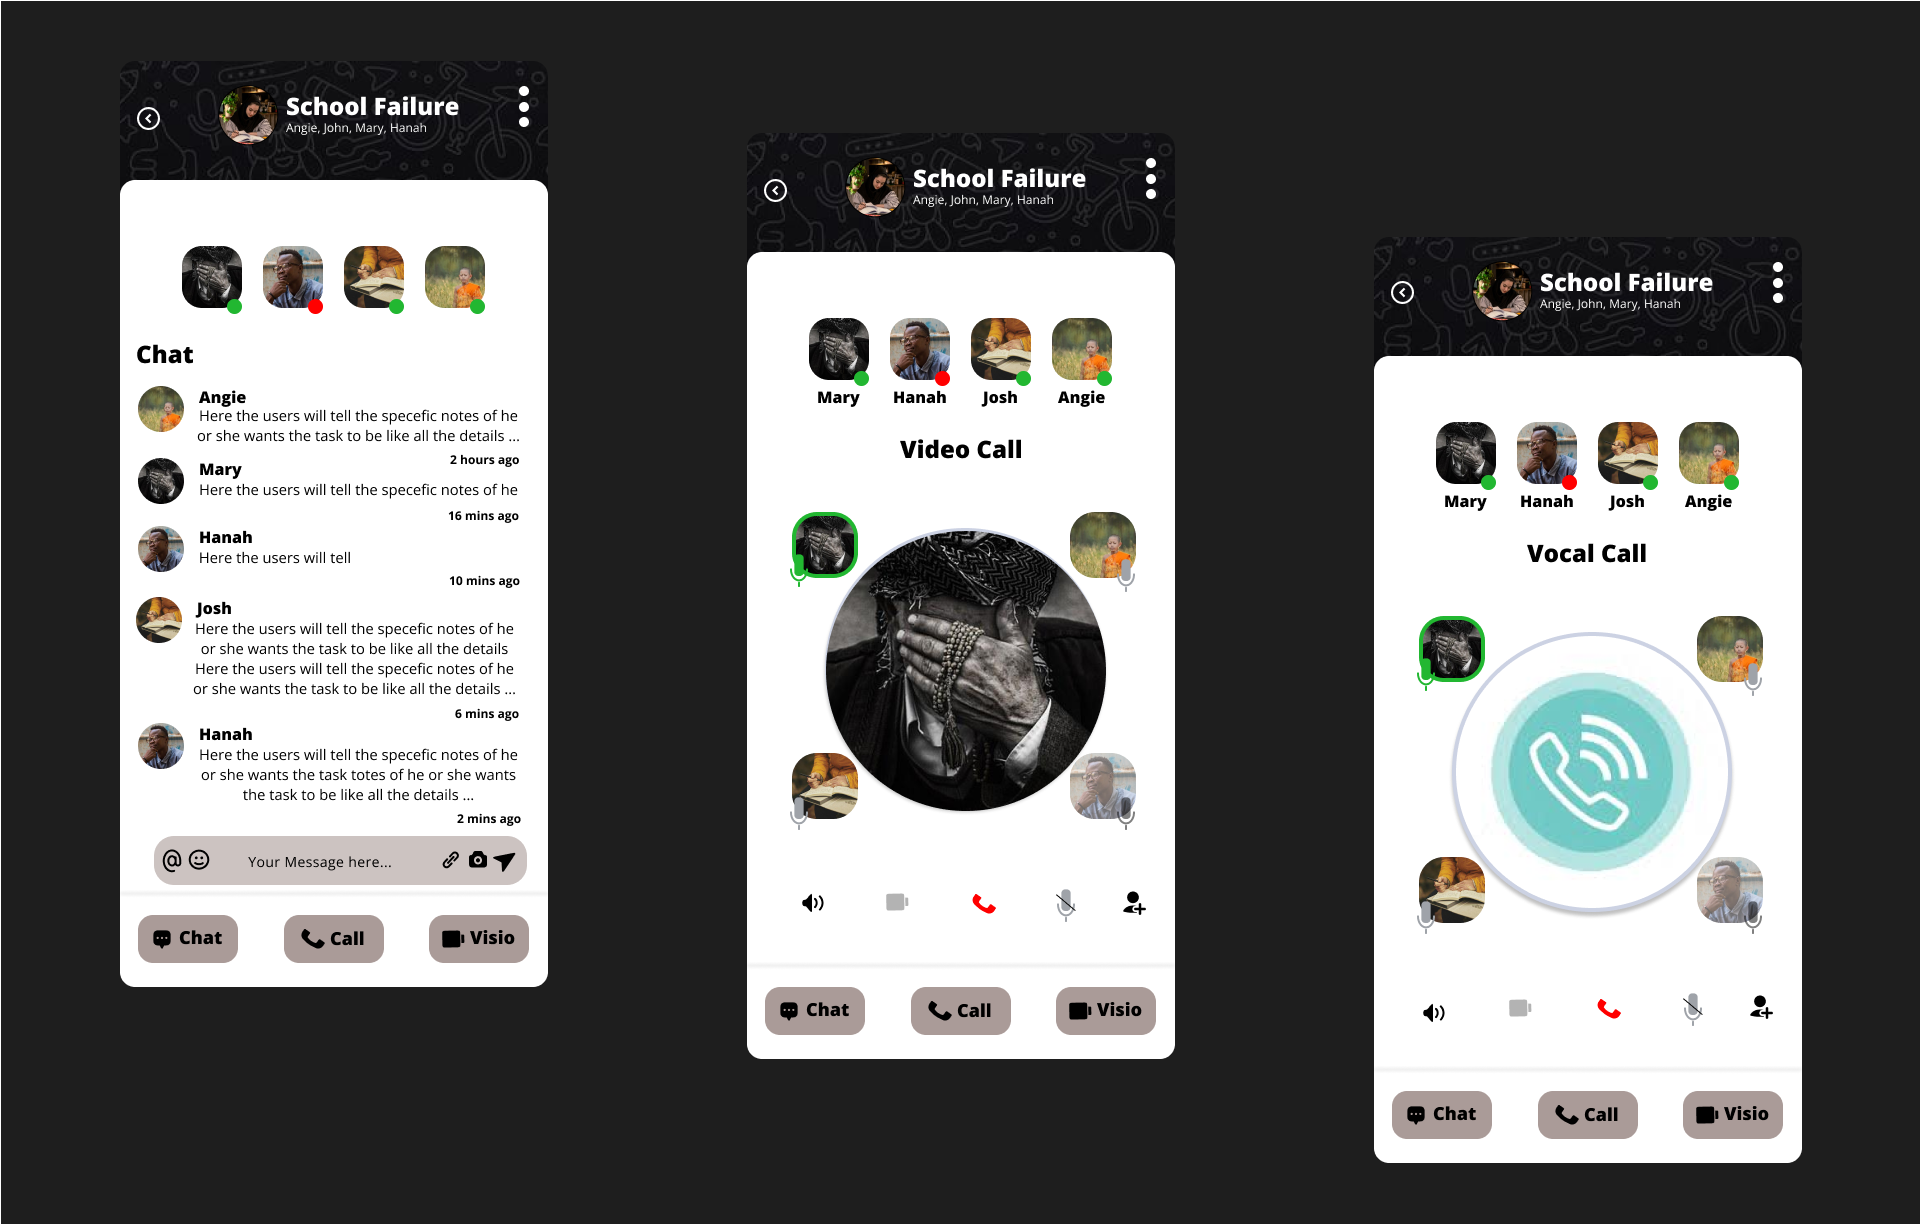 School Failure
Angie, John, Mary, Hanah
Chat
Angie
Here the users will tell the specefic notes of he
or she wants the task to be like all the details ...
2 hours ago
Mary
Here the users will tell the specefic notes of he
16 mins ago
Hanah
Here the users will tell
10 mins ago
Josh
Here the users will tell the specefic notes of he
or she wants the task to be like all the details
Here the users will tell the specefic notes of he
or she wants the task to be like all the details ...
6 mins ago
Hanah
Here the users will tell the specefic notes of he
or she wants the task totes of he or she wants
the task to be like all the details ...
2 mins ago
@ Your Message here...
Chat Call Visio
School Failure
Angie, John, Mary, Hanah
Mary Hanah Josh Angie
Video Call
Chat Call Visio
School Failure
Angie, John, Mary, Hanah
Mary Hanah Josh Angie
Vocal Call
Chat Call Visio